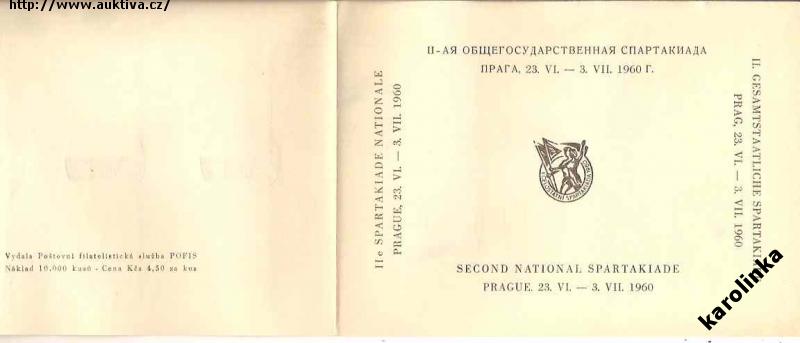 http://www.auktiva.cz/
Vydala Poštovní filatelistická služba POFIS
Náklad 10.000 kusů - Cena Kčs 4,50 za kus
II-АЯ ОБЩЕГОСУДАРСТВЕННАЯ СПАРТАКИАДА
ПРАГА, 23. VI. — 3. VII. 1960 Г.
IIe SPARTAKIADE NATIONALE
PRAGUE, 23. VI. — 3. VII. 1960
II. GESAMTSTAATLICHE SPARTAKIA
PRAG, 23. VI. — 3. VII. 1960
SECOND NATIONAL SPARTAKIADE
PRAGUE. 23. VI. — 3. VII. 1960
karolinka